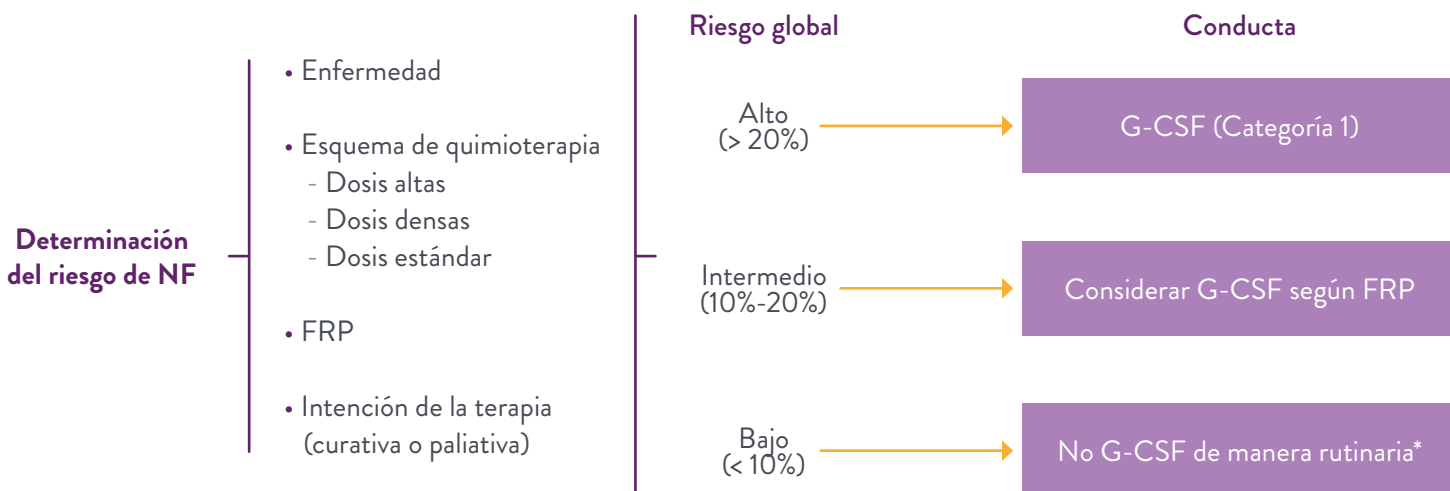 Determinación
del riesgo de NF
• Enfermedad
• Esquema de quimioterapia
- Dosis altas
- Dosis densas
- Dosis estándar
• FRP
• Intención de la terapia
(curativa o paliativa)
Riesgo global
Conducta
Alto
(> 20%)
G-CSF (Categoría 1)
Intermedio
(10%-20%)
Considerar G-CSF según FRP
Bajo
(< 10%)
No G-CSF de manera rutinaria*